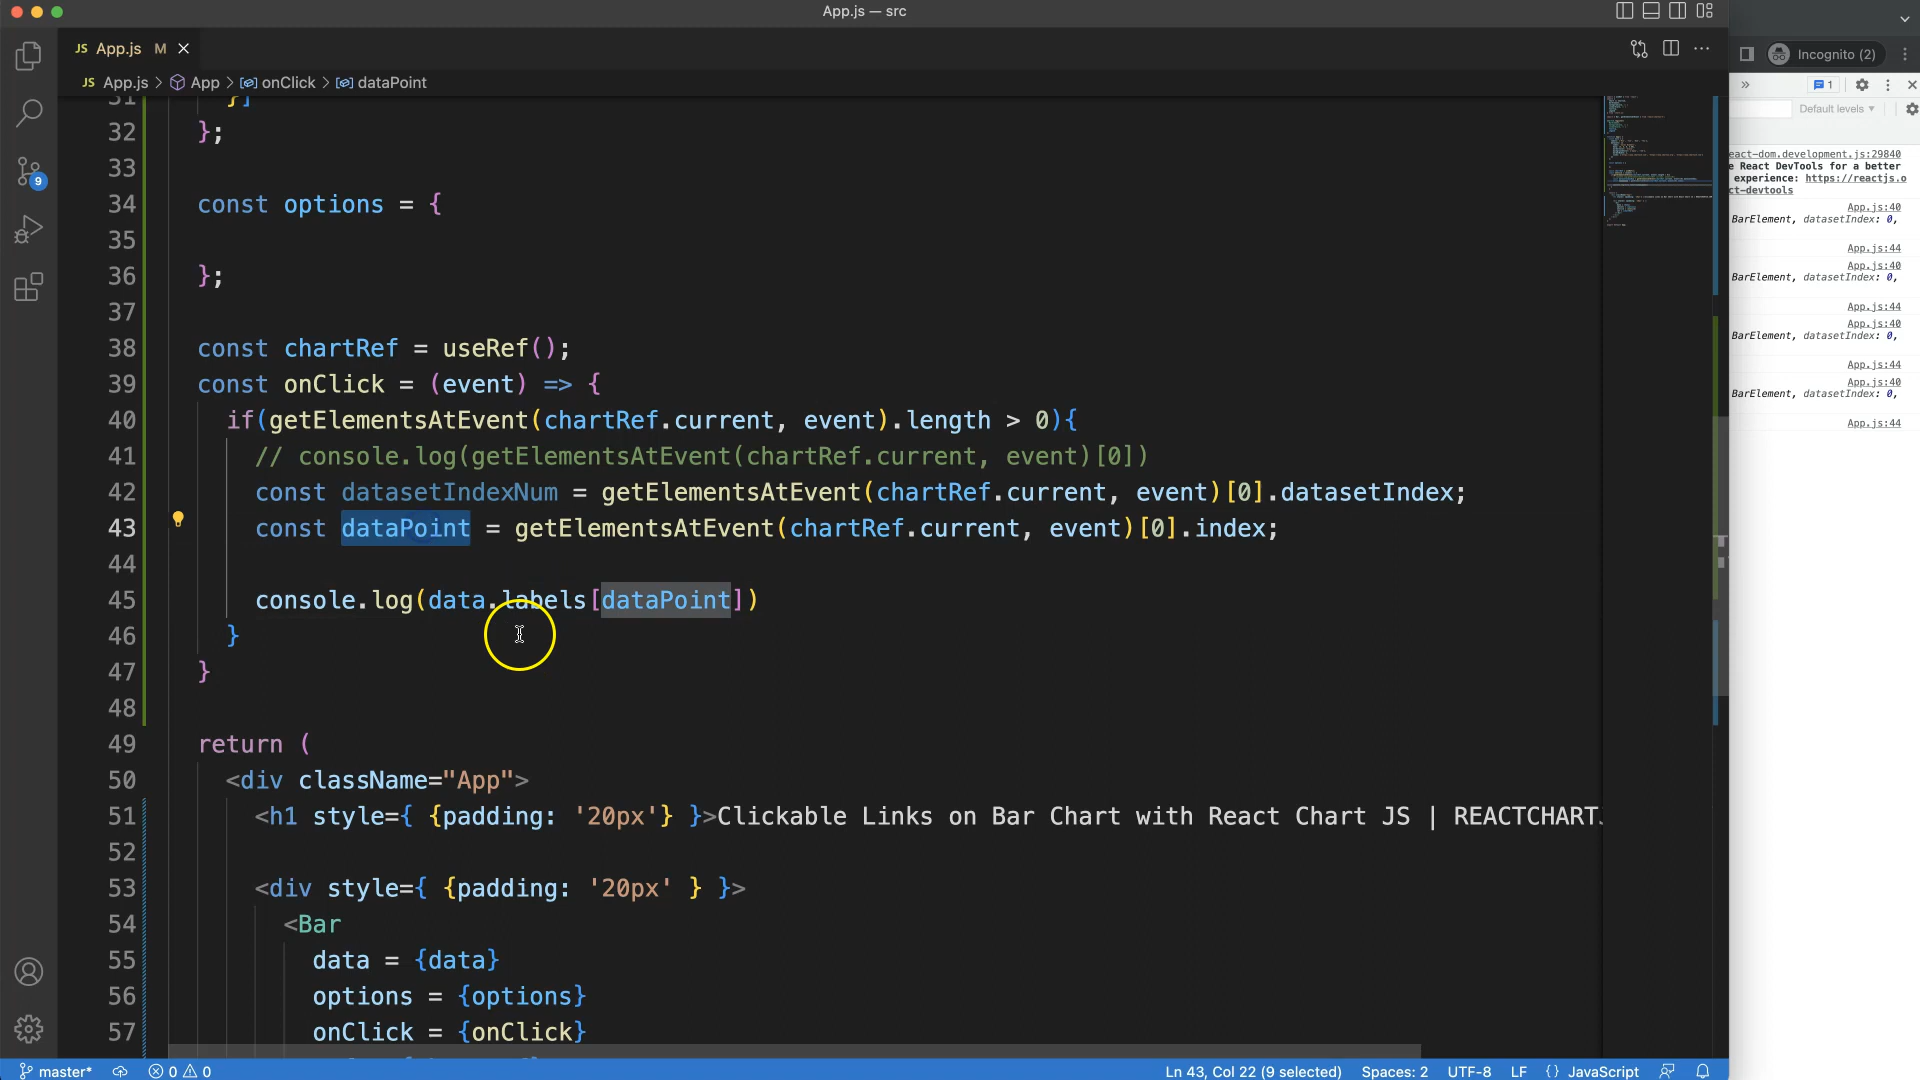 App.js — src
JS App.js M
Incognito (2)
JS App.js > App > onClick > dataPoint
1
Default levels
31 }]
32 };
33
34 const options = {
35
36 };
37
38 const chartRef = useRef();
39 const onClick = (event) => {
40 if(getElementsAtEvent(chartRef.current, event).length > 0){
41 // console.log(getElementsAtEvent(chartRef.current, event)[0])
42 const datasetIndexNum = getElementsAtEvent(chartRef.current, event)[0].datasetIndex;
43 const dataPoint = getElementsAtEvent(chartRef.current, event)[0].index;
44
45 console.log(data.labels[dataPoint])
46 }
47 }
48
49 return (
50 <div className="App">
51 <h1 style={ {padding: '20px'} }>Clickable Links on Bar Chart with React Chart JS | REACTCHARTJ
52
53 <div style={ {padding: '20px' } }>
54 <Bar
55 data = {data}
56 options = {options}
57 onClick = {onClick}
eact-dom.development.js:29840
e React DevTools for a better
experience: https://reactjs.o
ct-devtools
App.js:40
BarElement, datasetIndex: 0,
App.js:44
App.js:40
BarElement, datasetIndex: 0,
App.js:44
App.js:40
BarElement, datasetIndex: 0,
App.js:44
App.js:40
BarElement, datasetIndex: 0,
App.js:44
9
master* 0 0
Ln 43, Col 22 (9 selected) Spaces: 2 UTF-8 LF {} JavaScript